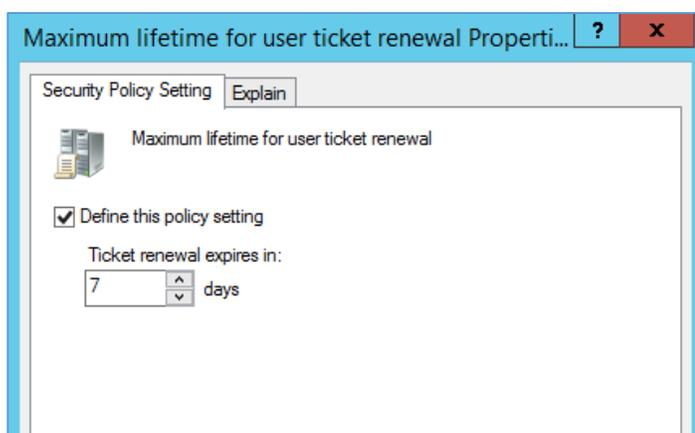 Maximum lifetime for user ticket renewal Properti... ? x
Security Policy Setting Explain
Maximum lifetime for user ticket renewal
Define this policy setting
Ticket renewal expires in:
7 days